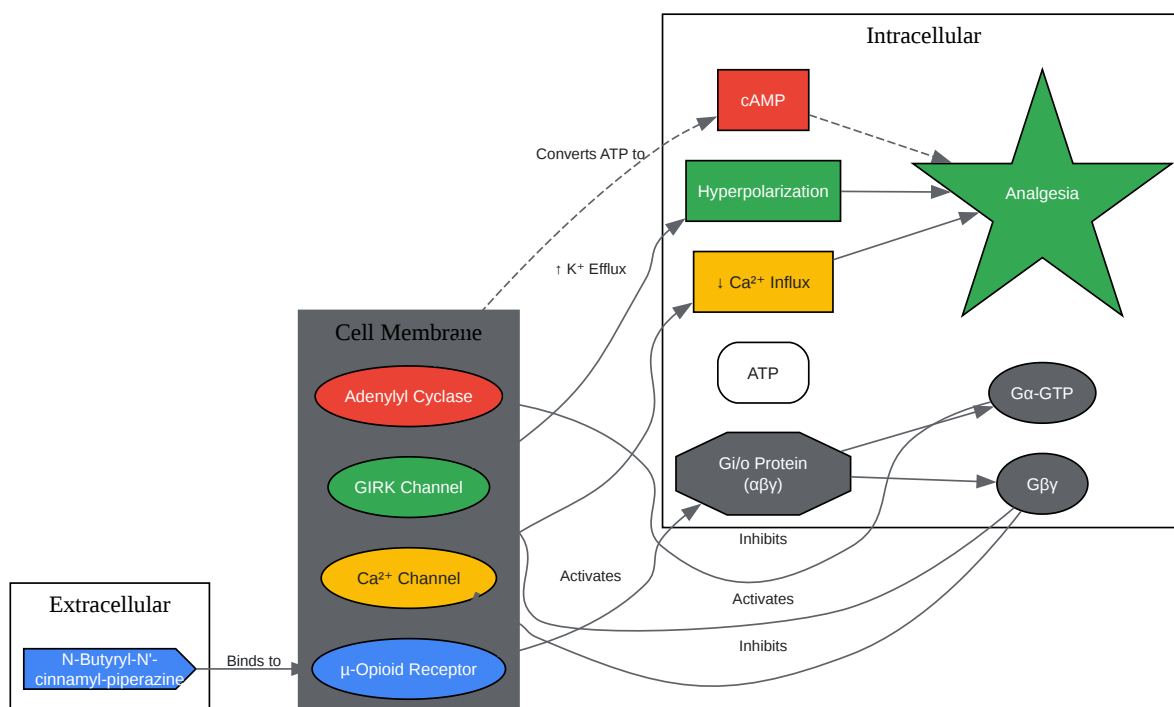 Intracellular
cAMP
Converts ATP to
Hyperpolarization
Analgesia
↑ K⁺ Efflux
↓ Ca²⁺ Influx
Cell Membrane
ATP
Adenylyl Cyclase
Gα-GTP
Gi/o Protein
(αβγ)
GIRK Channel
Gβγ
Inhibits
Ca²⁺ Channel
Activates
Activates
Extracellular
Inhibits
N-Butyryl-N'-
cinnamyl-piperazine
Binds to
μ-Opioid Receptor